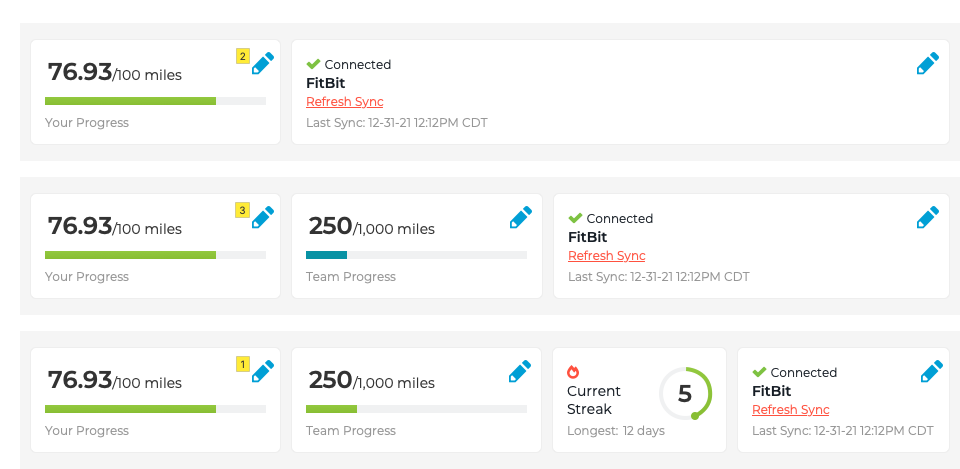 76.93/100 miles
2
Your Progress
Connected
FitBit
Refresh Sync
Last Sync: 12-31-21 12:12PM CDT
76.93/100 miles
3
Your Progress
250/1,000 miles
Team Progress
Connected
FitBit
Refresh Sync
Last Sync: 12-31-21 12:12PM CDT
76.93/100 miles
1
Your Progress
250/1,000 miles
Team Progress
Current
Streak
5
Longest: 12 days
Connected
FitBit
Refresh Sync
Last Sync: 12-31-21 12:12PM CDT